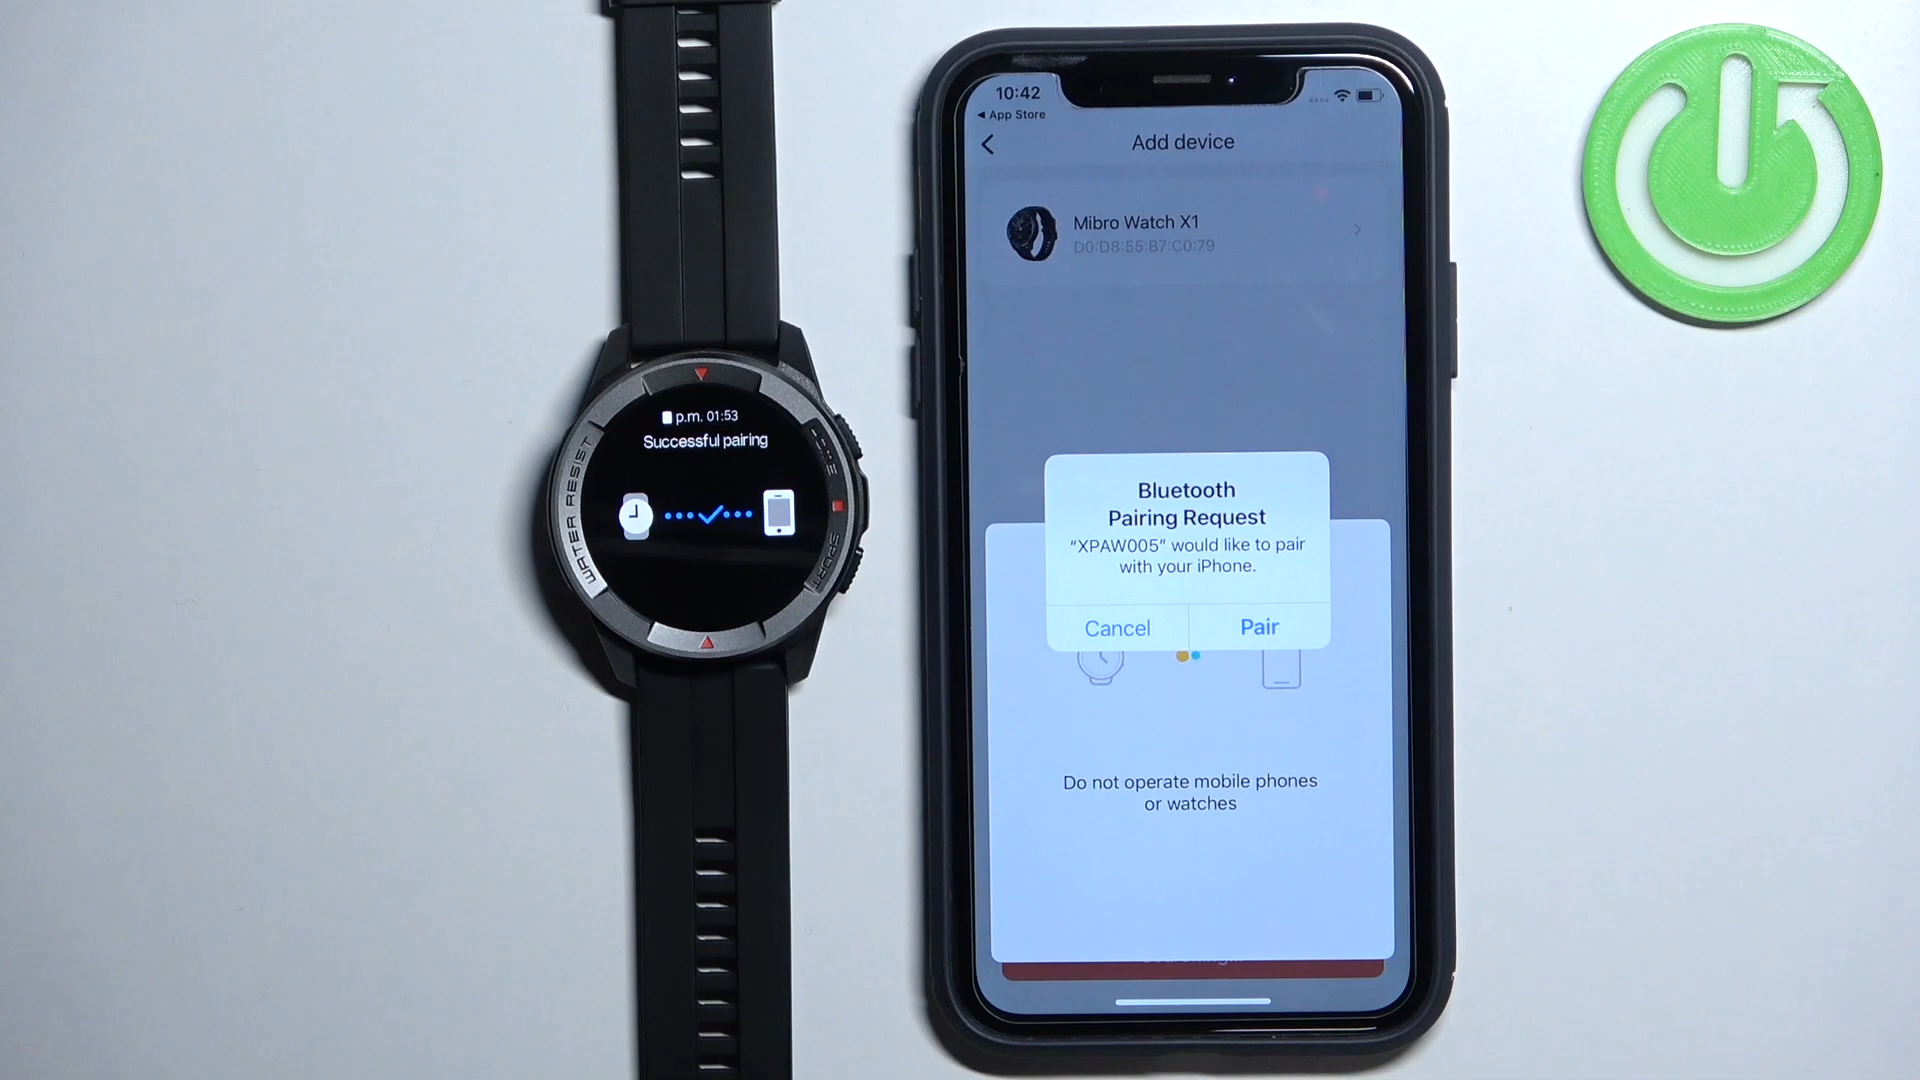 p.m. 01:53
Successful pairing
WATER RESIST
HOME
SPORT
10:42
App Store
Add device
Mibro Watch X1
D0:D8:55:B7:C0:79
Bluetooth
Pairing Request
“XPAW005” would like to pair
with your iPhone.
Cancel
Pair
Do not operate mobile phones
or watches